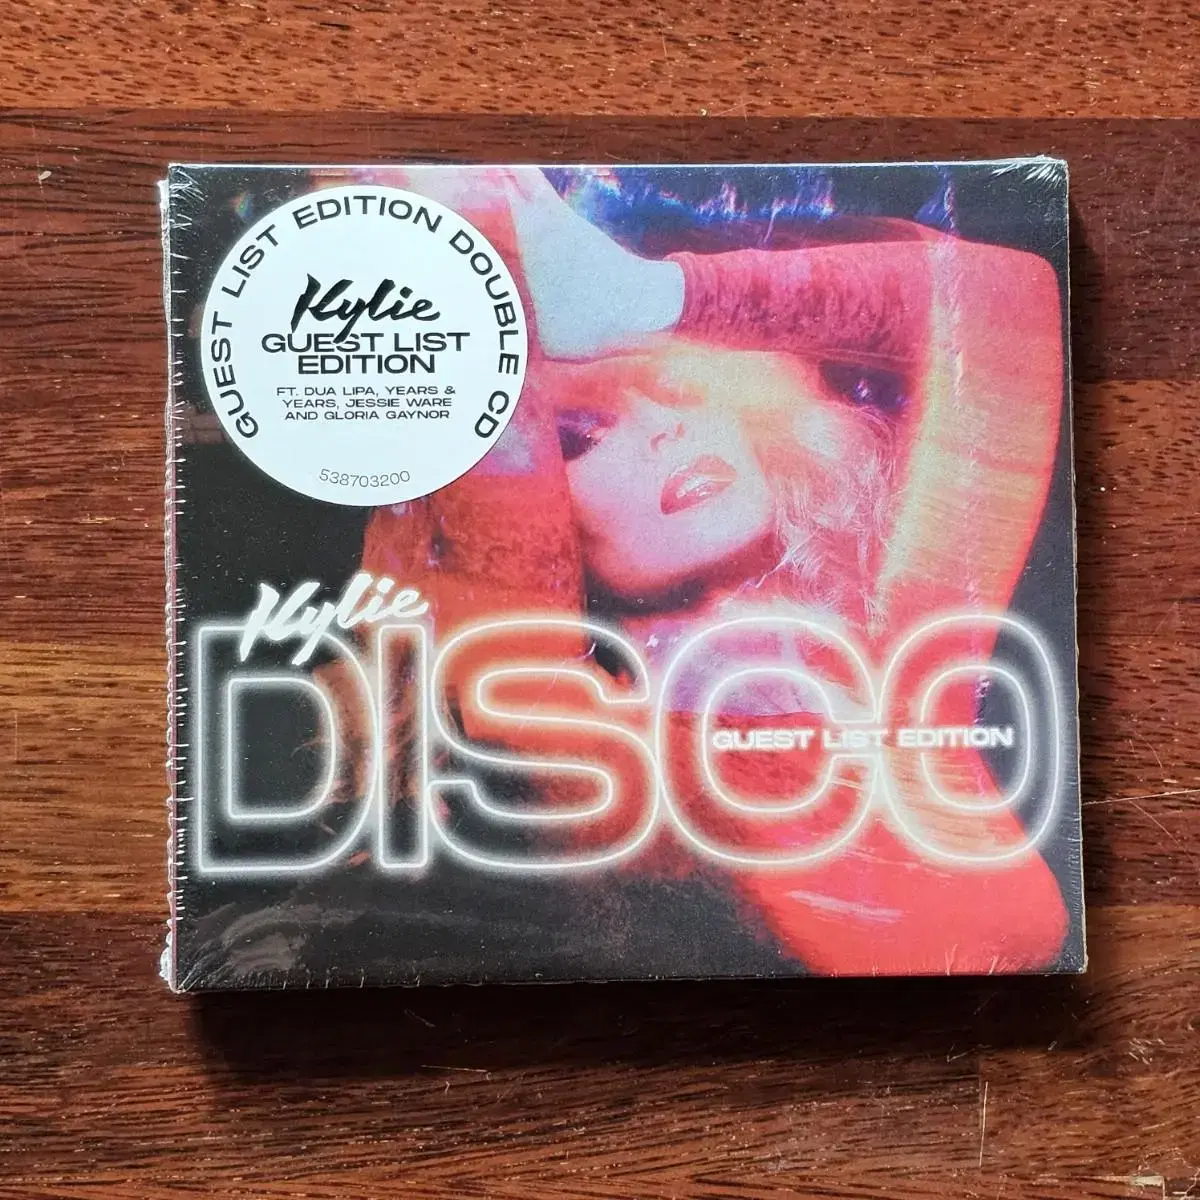 GUEST LIST EDITION DOUBLE CD
Kylie
GUEST LIST
EDITION
FT. DUA LIPA, YEARS &
YEARS, JESSIE WARE
AND GLORIA GAYNOR
538703200
Kylie
DISCO
GUEST LIST EDITION